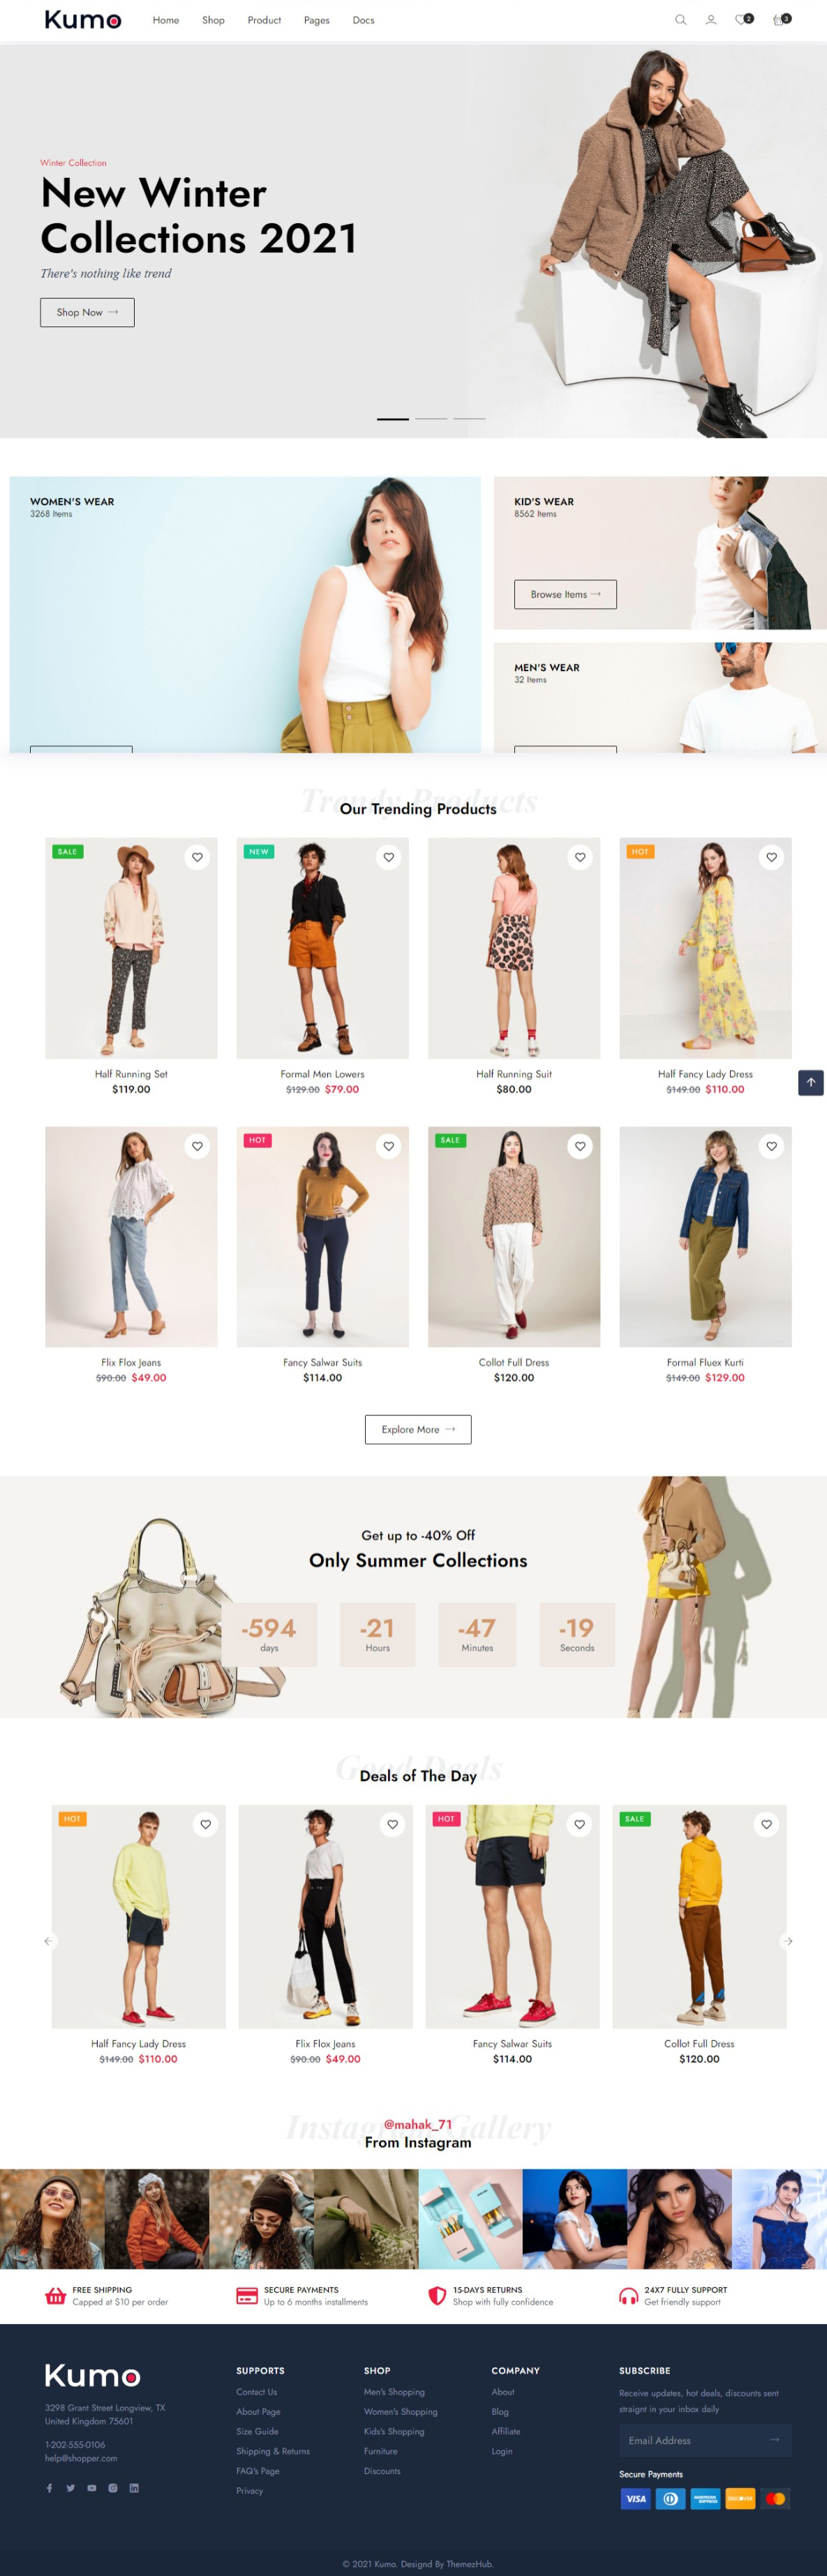 Kumo
Home Shop Product Pages Docs
2 3
Winter Collection
New Winter
Collections 2021
There's nothing like trend
Shop Now →
WOMEN'S WEAR
3268 Items
KID'S WEAR
8562 Items
Browse Items →
MEN'S WEAR
32 Items
Trendy Products
Our Trending Products
SALE
NEW
HOT
Half Running Set
$119.00
Formal Men Lowers
$129.00 $79.00
Half Running Suit
$80.00
Half Fancy Lady Dress
$149.00 $110.00
HOT
SALE
Flix Flox Jeans
$90.00 $49.00
Fancy Salwar Suits
$114.00
Collot Full Dress
$120.00
Formal Fluex Kurti
$149.00 $129.00
Explore More →
Get up to -40% Off
Only Summer Collections
-594
days
-21
Hours
-47
Minutes
-19
Seconds
Good Deals
Deals of The Day
HOT
HOT
SALE
Half Fancy Lady Dress
$149.00 $110.00
Flix Flox Jeans
$90.00 $49.00
Fancy Salwar Suits
$114.00
Collot Full Dress
$120.00
Instagram Gallery
@mahak_71
From Instagram
FREE SHIPPING
Capped at $10 per order
SECURE PAYMENTS
Up to 6 months installments
15-DAYS RETURNS
Shop with fully confidence
24X7 FULLY SUPPORT
Get friendly support
Kumo
3298 Grant Street Longview, TX
United Kingdom 75601
1-202-555-0106
help@shopper.com
SUPPORTS
Contact Us
About Page
Size Guide
Shipping & Returns
FAQ's Page
Privacy
SHOP
Men's Shopping
Women's Shopping
Kids's Shopping
Furniture
Discounts
COMPANY
About
Blog
Affiliate
Login
SUBSCRIBE
Receive updates, hot deals, discounts sent
straignt in your inbox daily
Email Address →
Secure Payments
VISA
AMERICAN EXPRESS
DISCOVER
© 2021 Kumo. Designd By ThemezHub.